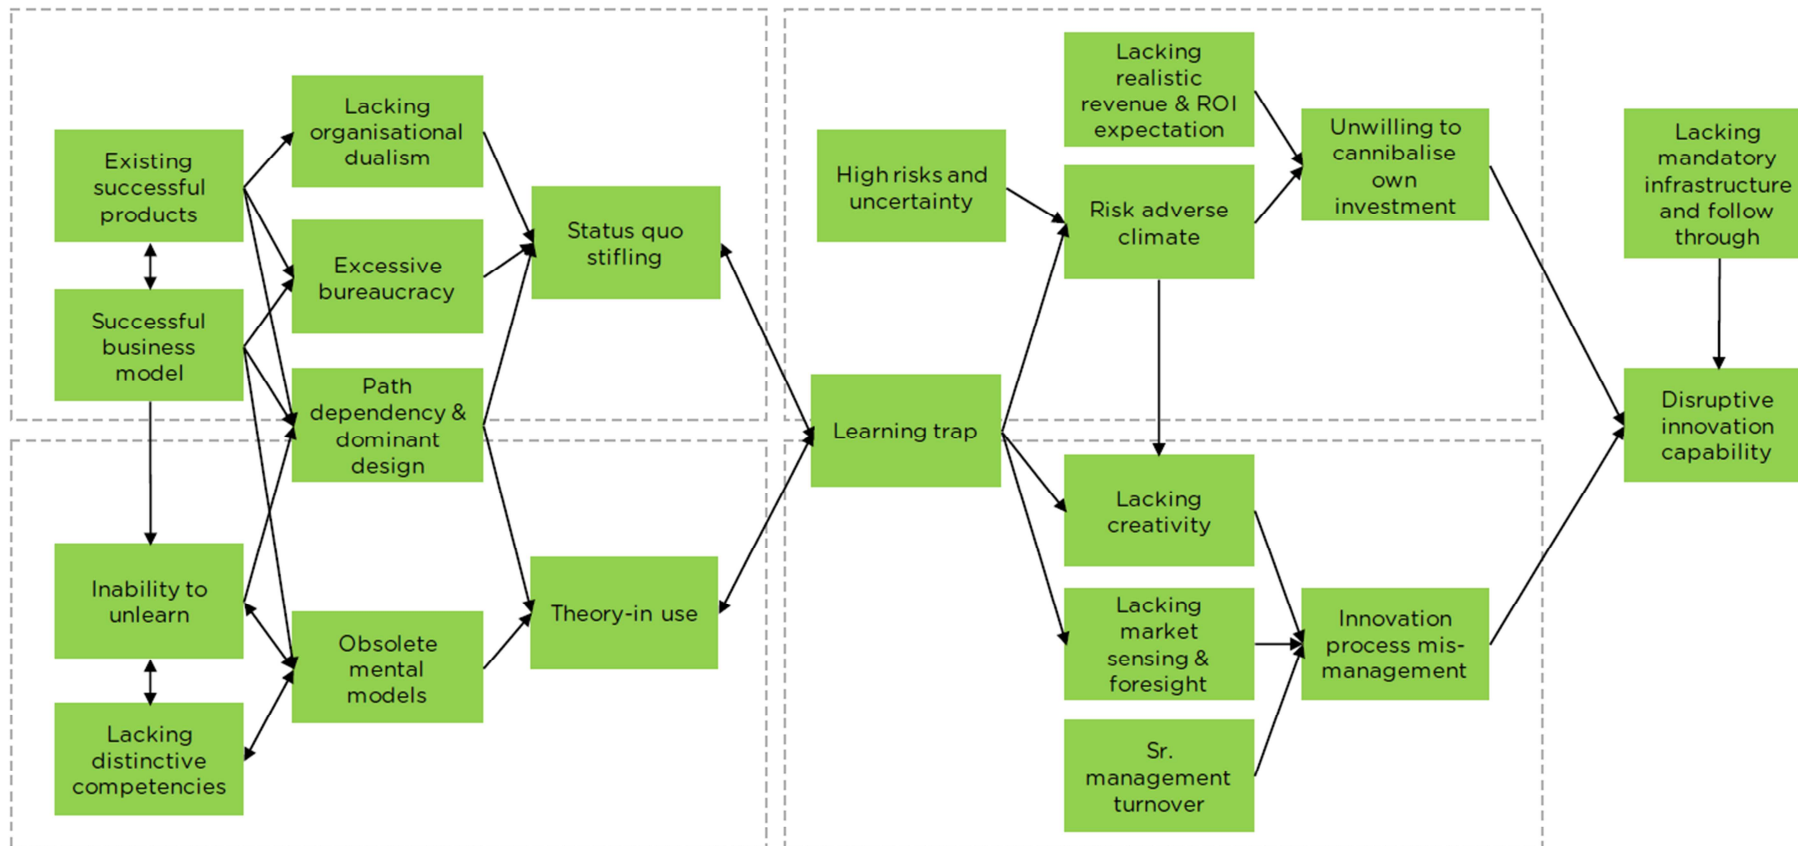 Existing
successful
products
Successful
business
model
Inability to
unlearn
Lacking
distinctive
competencies
Lacking
organisational
dualism
Excessive
bureaucracy
Path
dependency &
dominant
design
Obsolete
mental
models
Status quo
stifling
Theory-in use
Learning trap
High risks and
uncertainty
Lacking
realistic
revenue & ROI
expectation
Risk adverse
climate
Lacking
creativity
Lacking
market
sensing &
foresight
Sr.
management
turnover
Unwilling to
cannibalise
own
investment
Innovation
process mis-
management
Lacking
mandatory
infrastructure
and follow
through
Disruptive
innovation
capability